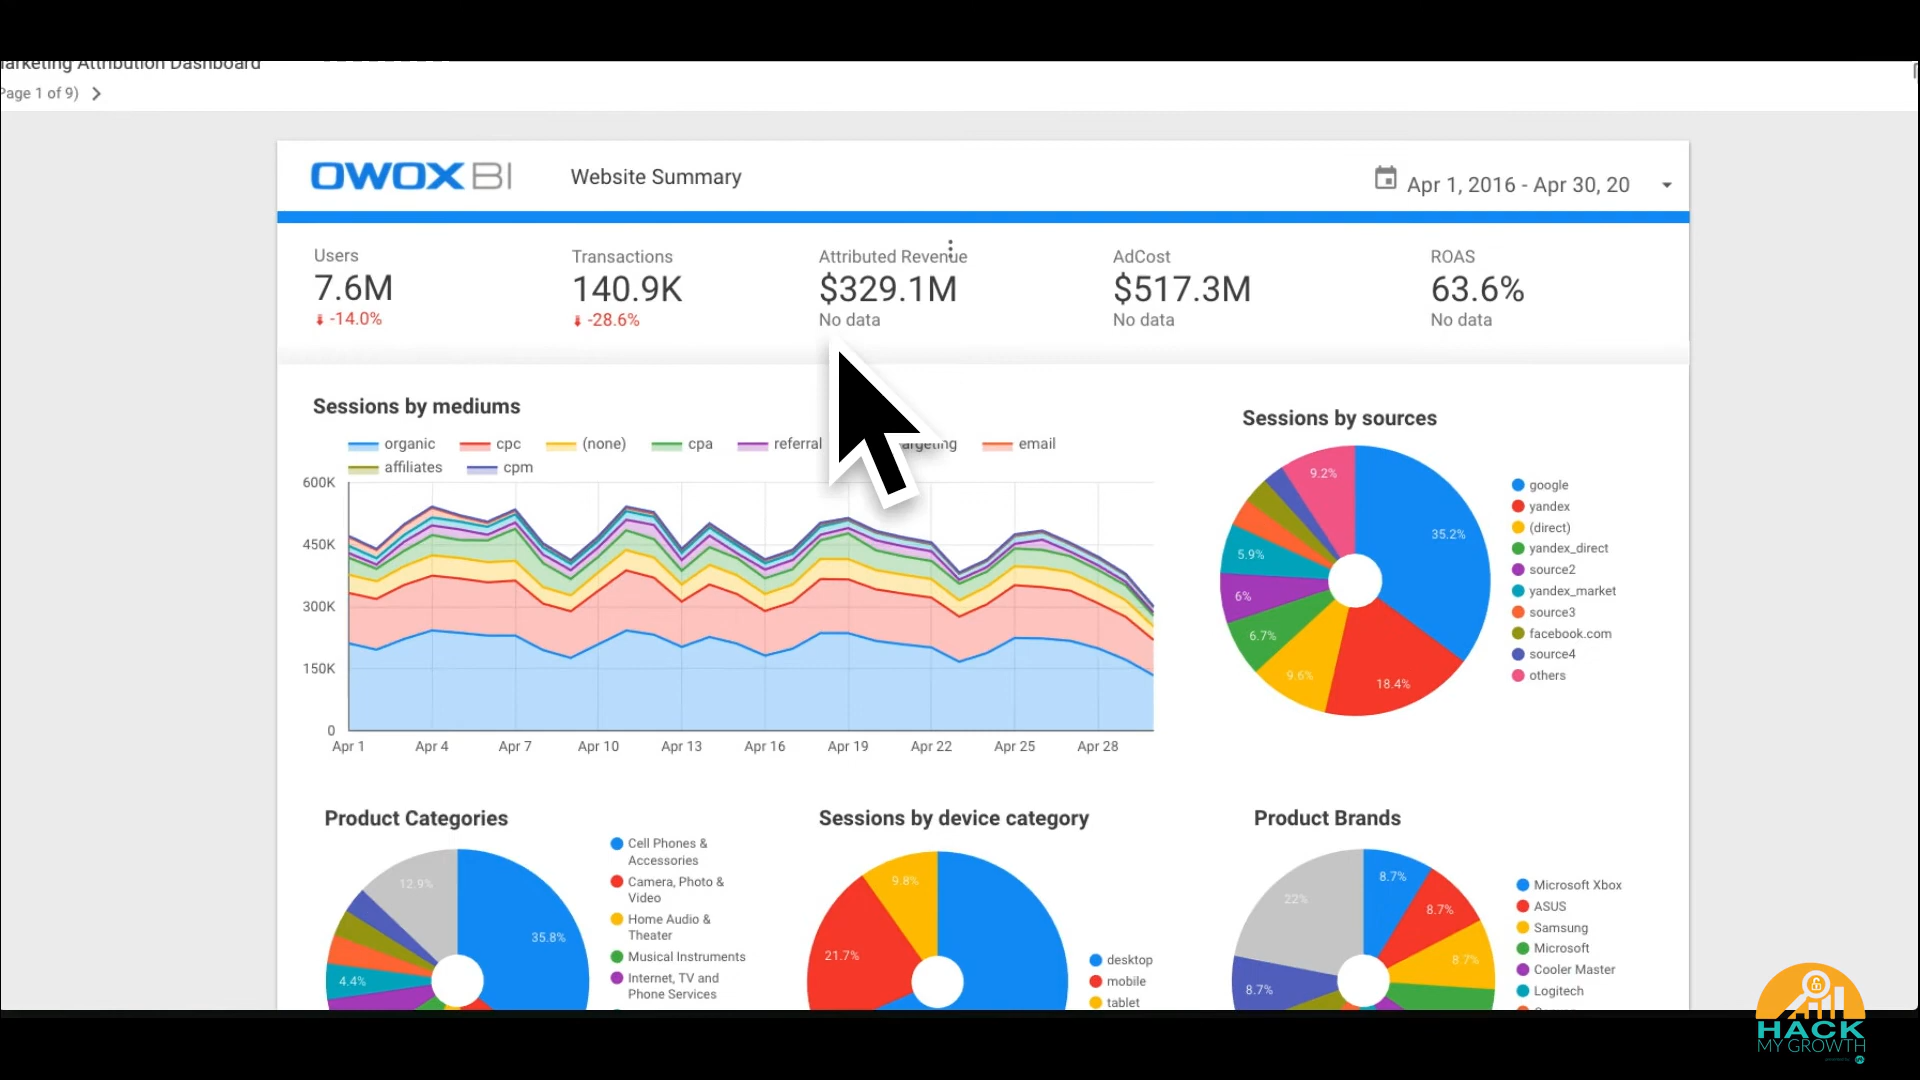 Marketing Attribution Dashboard
Page 1 of 9)
OWOX BI
Website Summary
Apr 1, 2016 - Apr 30, 20
Users
7.6M
-14.0%
Transactions
140.9K
-28.6%
Attributed Revenue
$329.1M
No data
AdCost
$517.3M
No data
ROAS
63.6%
No data
Sessions by mediums
organic cpc (none) cpa referral argeting email
affiliates cpm
600K
450K
300K
150K
0
Apr 1 Apr 4 Apr 7 Apr 10 Apr 13 Apr 16 Apr 19 Apr 22 Apr 25 Apr 28
Sessions by sources
9.2%
35.2%
5.9%
6%
6.7%
9.6%
18.4%
google
yandex
(direct)
yandex_direct
source2
yandex_market
source3
facebook.com
source4
others
Product Categories
12.9%
35.8%
4.4%
Cell Phones &
Accessories
Camera, Photo &
Video
Home Audio &
Theater
Musical Instruments
Internet, TV and
Phone Services
Sessions by device category
9.8%
21.7%
desktop
mobile
tablet
Product Brands
8.7%
22%
8.7%
8.7%
8.7%
Microsoft Xbox
ASUS
Samsung
Microsoft
Cooler Master
Logitech
HACK
MY GROWTH